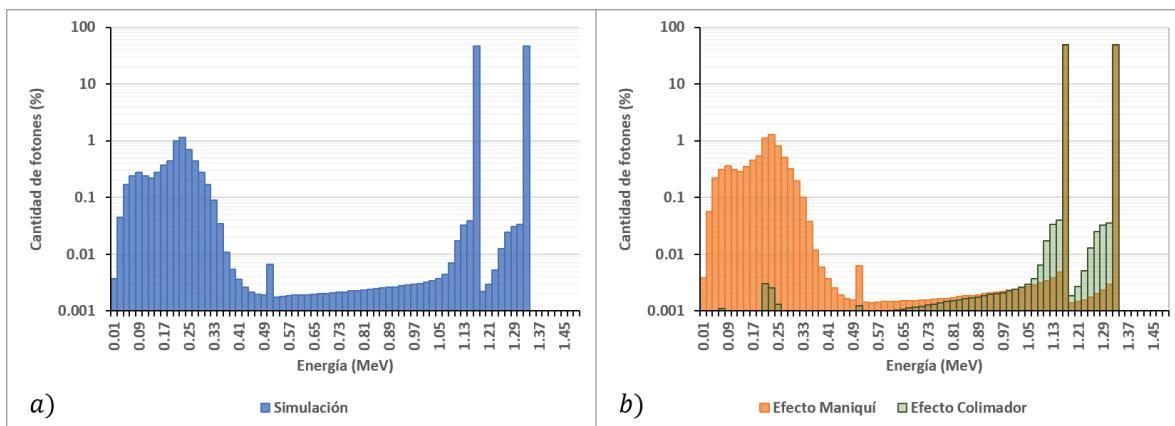 100
10
1
0.1
0.01
0.001
Cantidad de fotones (%)
0.01 0.09 0.17 0.25 0.33 0.41 0.49 0.57 0.65 0.73 0.81 0.89 0.97 1.05 1.13 1.21 1.29 1.37 1.45
Energía (MeV)
a)
Simulación
100
10
1
0.1
0.01
0.001
Cantidad de fotones (%)
0.01 0.09 0.17 0.25 0.33 0.41 0.49 0.57 0.65 0.73 0.81 0.89 0.97 1.05 1.13 1.21 1.29 1.37 1.45
Energía (MeV)
b)
Efecto Maniquí Efecto Colimador